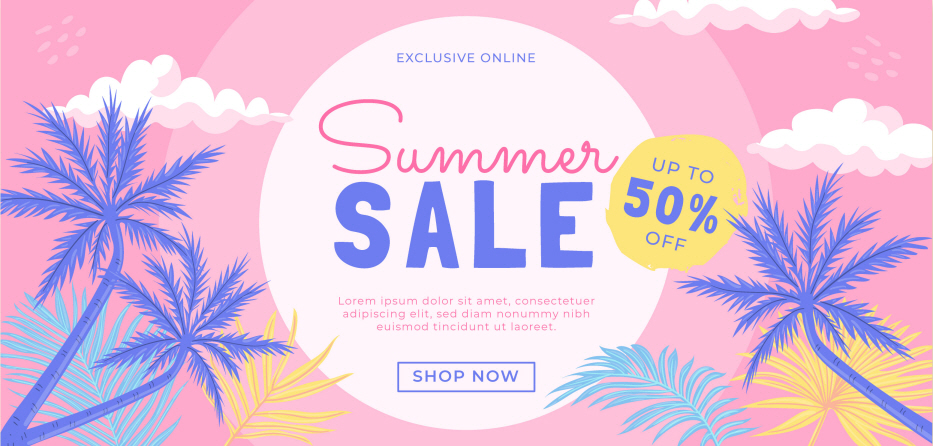 EXCLUSIVE ONLINE
Summer
SALE
UP TO
50%
OFF
Lorem ipsum dolor sit amet, consectetuer
adipiscing elit, sed diam nonummy nibh
euismod tincidunt ut laoreet.
SHOP NOW